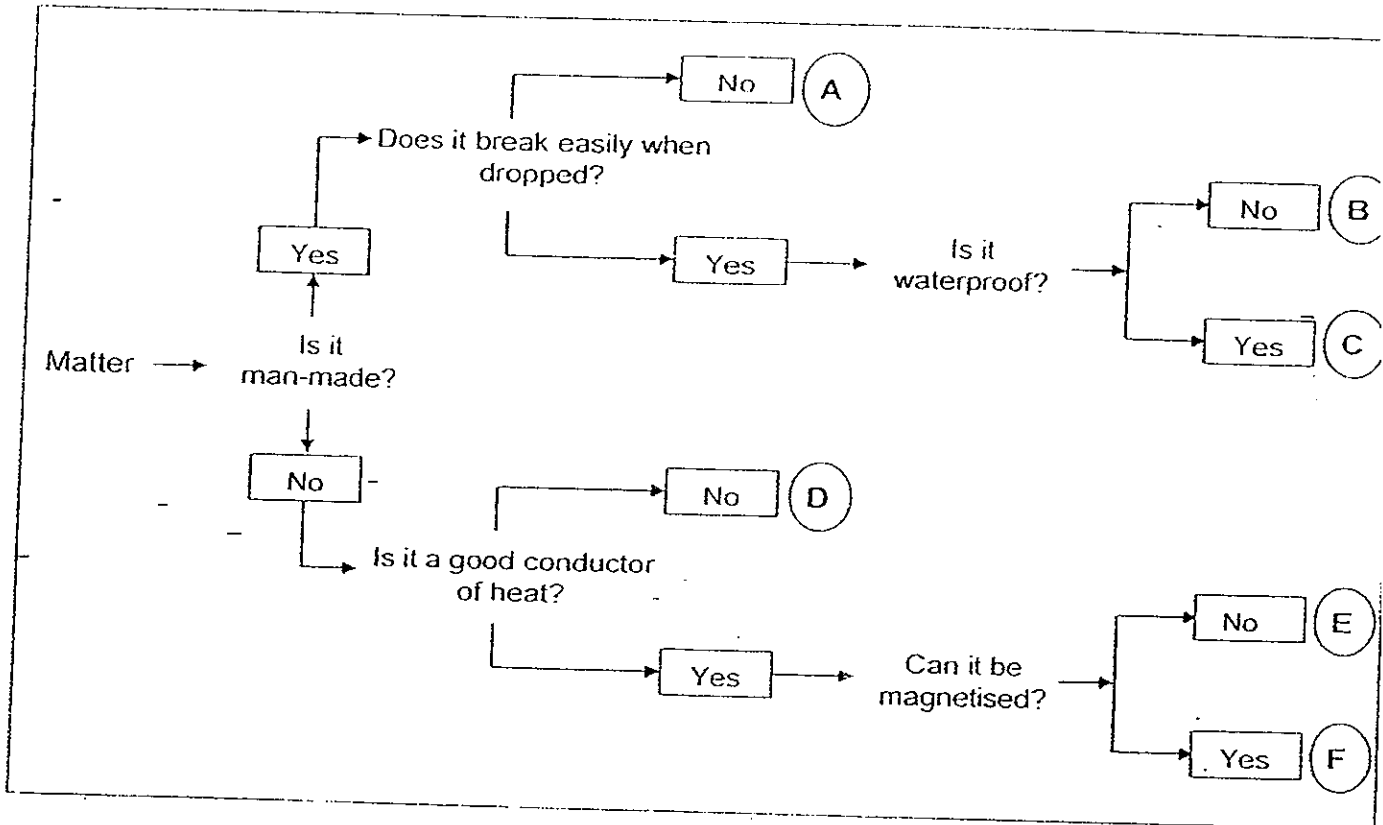 No
A
Does it break easily when
dropped?
Yes
No
B
Yes
Is it
waterproof?
Yes
C
Matter
Is it
man-made?
No
No
D
Is it a good conductor
of heat?
No
E
Yes
Can it be
magnetised?
Yes
F